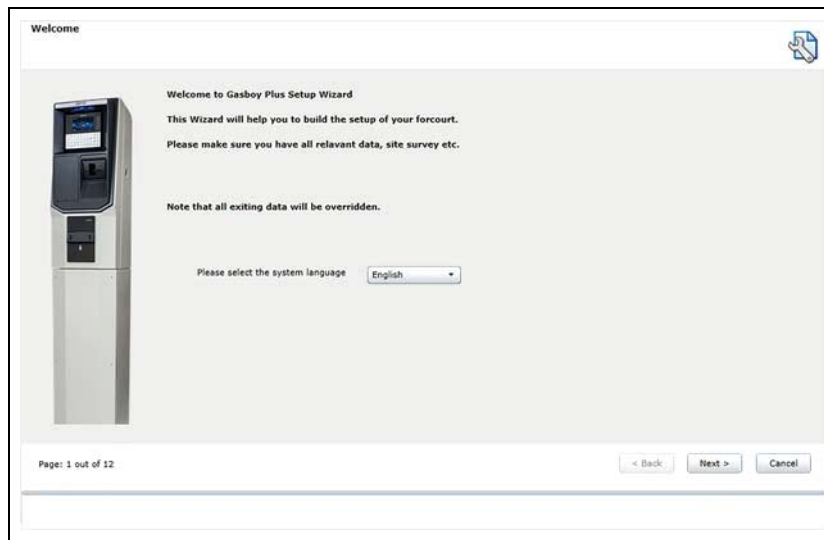 Welcome
Welcome to Gasboy Plus Setup Wizard
This Wizard will help you to build the setup of your forcourt.
Please make sure you have all relavant data, site survey etc.
Note that all exiting data will be overridden.
Please select the system language English
Page: 1 out of 12 < Back Next > Cancel